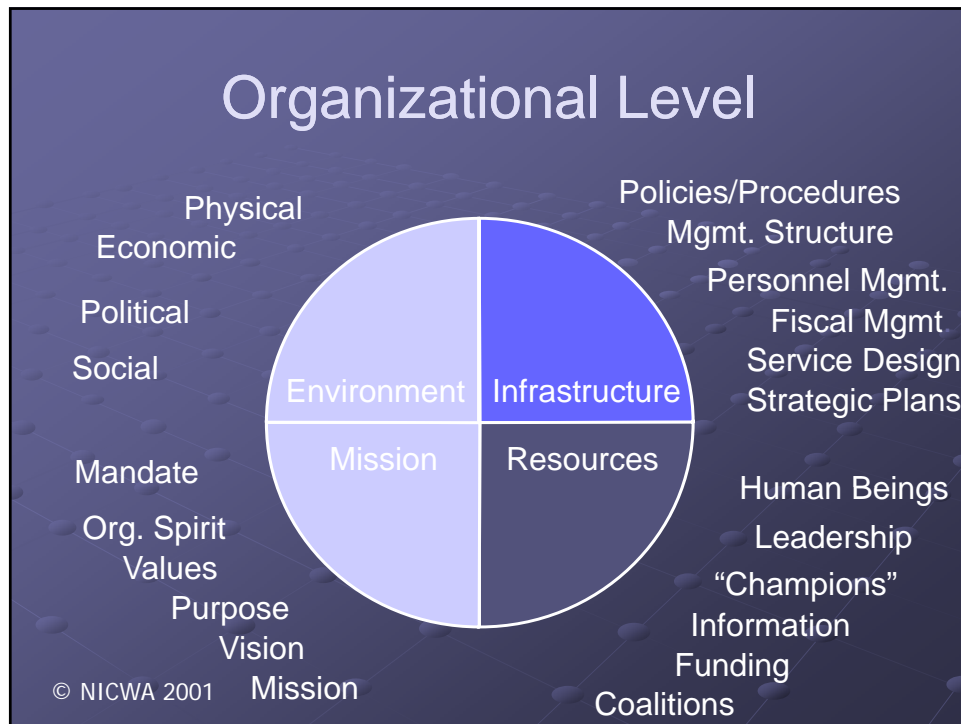 Organizational Level
Physical
Economic
Political
Social
Policies/Procedures
Mgmt. Structure
Personnel Mgmt.
Fiscal Mgmt
Service Design
Strategic Plans
Environment
Infrastructure
Mission
Resources
Mandate
Org. Spirit
Values
Purpose
Vision
Mission
Human Beings
Leadership
“Champions”
Information
Funding
Coalitions
© NICWA 2001